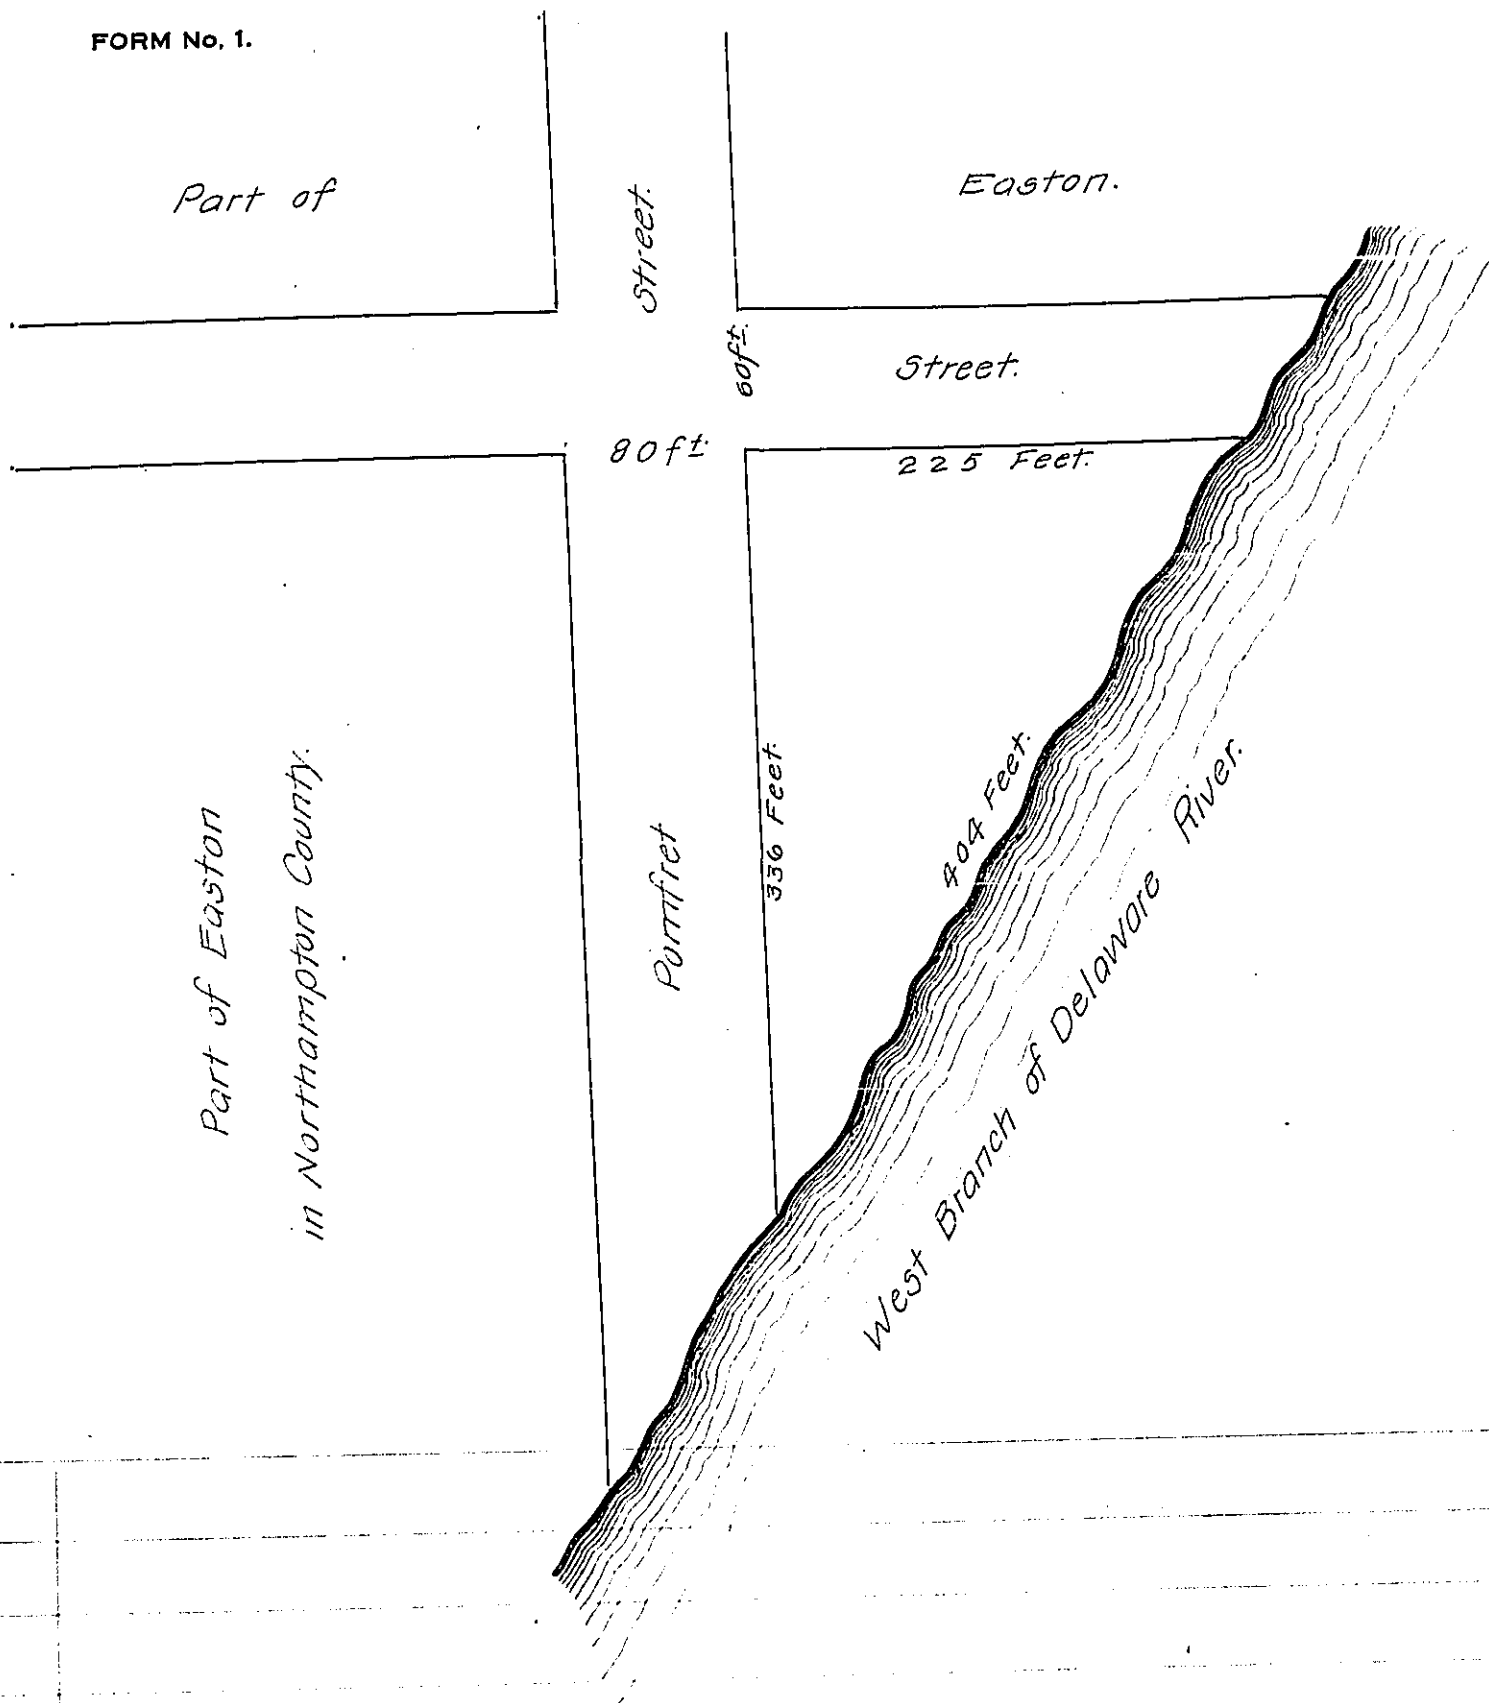 FORM No. 1.
Part of
Easton.
Street.
60ft.
Street.
80ft.
225 Feet.
Pomfret
336 Feet.
404 Feet.
Part of Easton
in Northampton County.
West Branch of Delaware River.